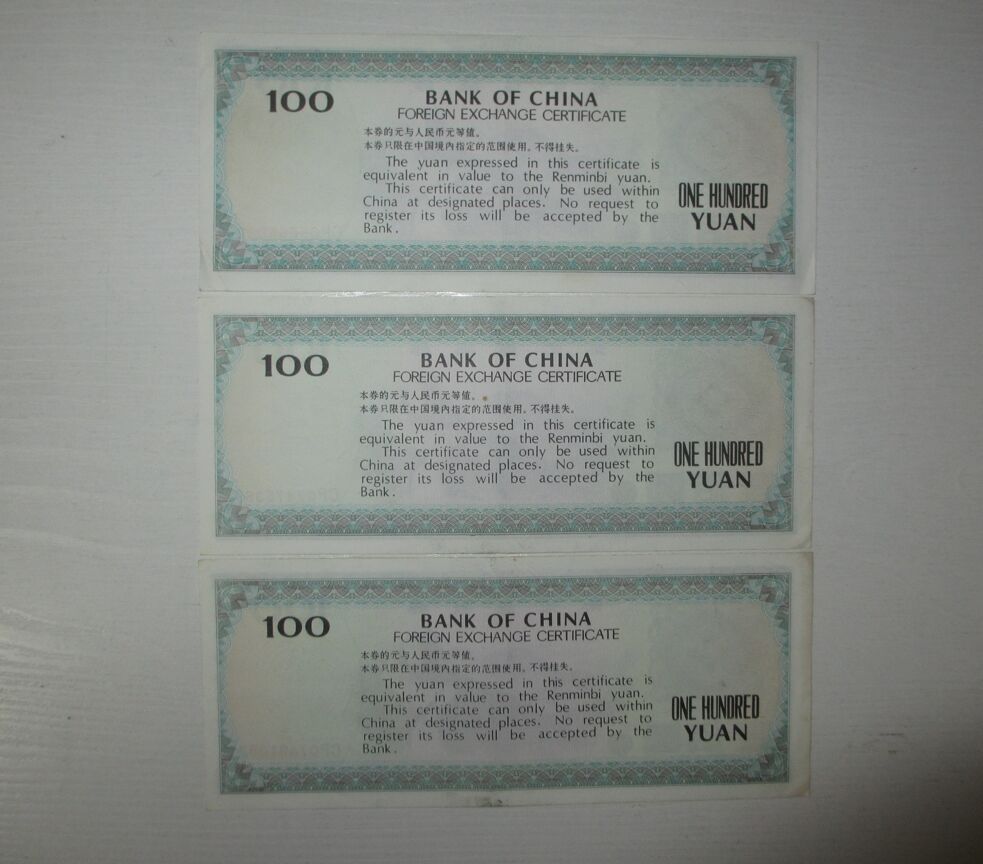 100
BANK OF CHINA
FOREIGN EXCHANGE CERTIFICATE
本券的元与人民币元等值。
本券只限在中国境内指定的范围使用。不得挂失。
The yuan expressed in this certificate is
equivalent in value to the Renminbi yuan.
This certificate can only be used within
China at designated places. No request to
register its loss will be accepted by the
Bank.
ONE HUNDRED
YUAN
100
BANK OF CHINA
FOREIGN EXCHANGE CERTIFICATE
本券的元与人民币元等值。
本券只限在中国境内指定的范围使用。不得挂失。
The yuan expressed in this certificate is
equivalent in value to the Renminbi yuan.
This certificate can only be used within
China at designated places. No request to
register its loss will be accepted by the
Bank.
ONE HUNDRED
YUAN
100
BANK OF CHINA
FOREIGN EXCHANGE CERTIFICATE
本券的元与人民币元等值。
本券只限在中国境内指定的范围使用。不得挂失。
The yuan expressed in this certificate is
equivalent in value to the Renminbi yuan.
This certificate can only be used within
China at designated places. No request to
register its loss will be accepted by the
Bank.
ONE HUNDRED
YUAN